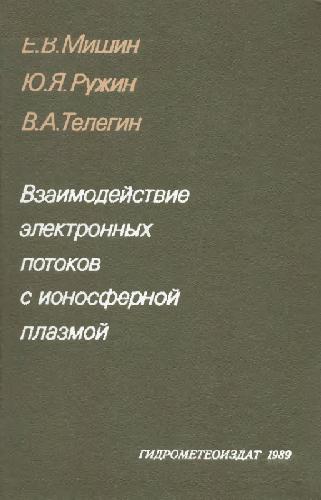 Е.В.Мишин
Ю.Я.Ружин
В.А.Телегин
Взаимодействие
электронных
потоков
с ионосферной
плазмой
ГИДРОМЕТЕОИЗДАТ 1989